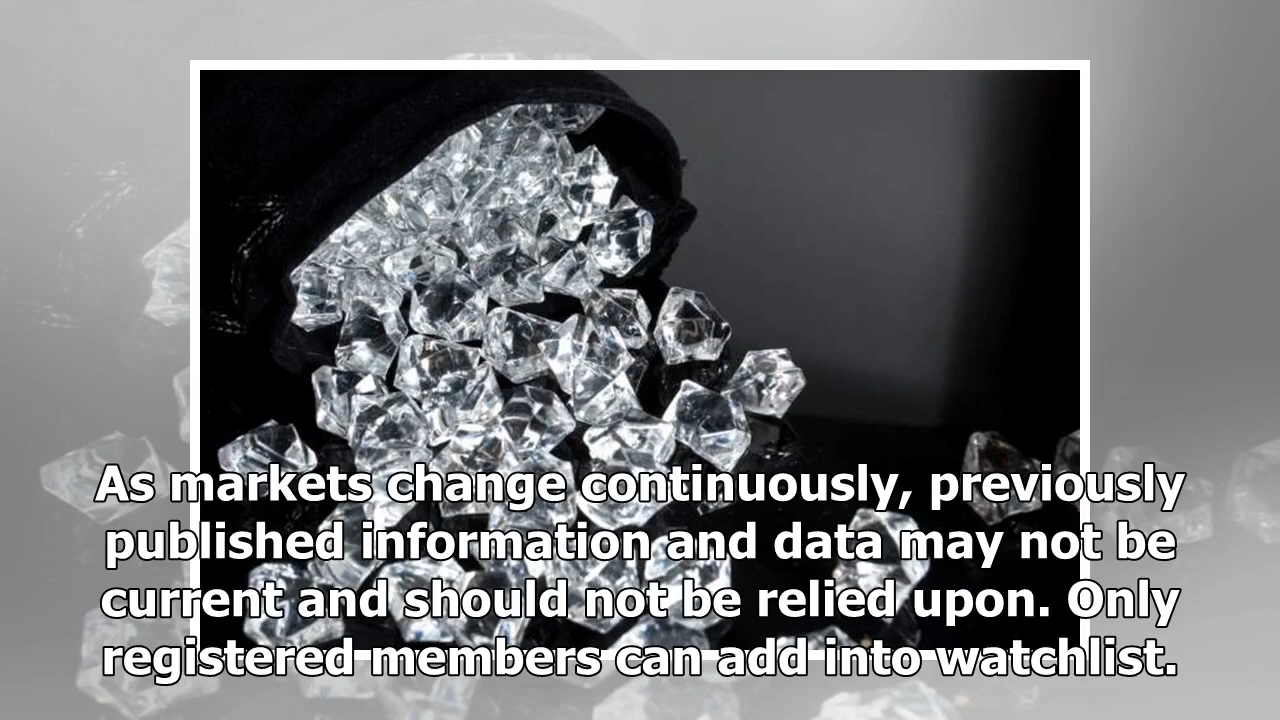 As markets change continuously, previously
published information and data may not be
current and should not be relied upon. Only
registered members can add into watchlist.